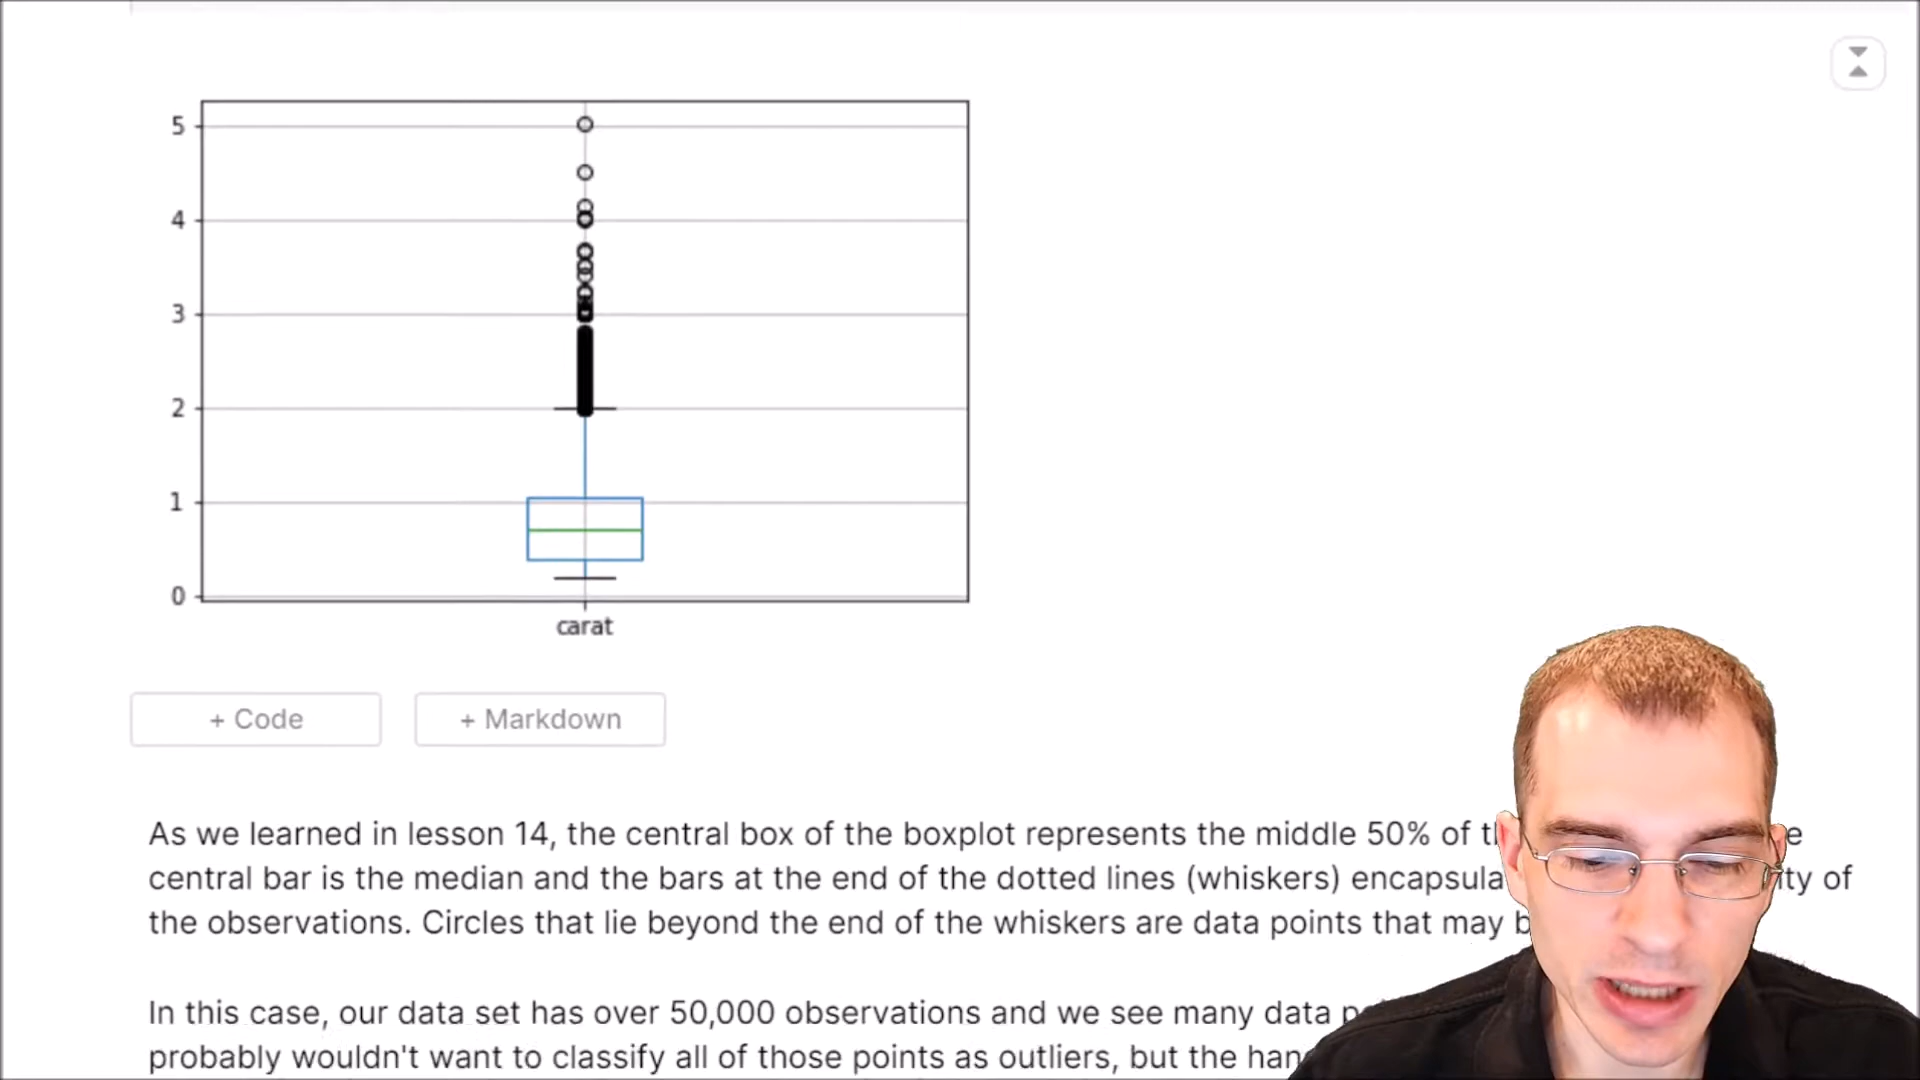 5
4
3
2
1
0
carat
+ Code
+ Markdown
As we learned in lesson 14, the central box of the boxplot represents the middle 50% of
central bar is the median and the bars at the end of the dotted lines (whiskers) of
the observations. Circles that lie beyond the end of the whiskers are data points that may
In this case, our data set has over 50,000 observations and we see many data
probably wouldn't want to classify all of those points as outliers, but the